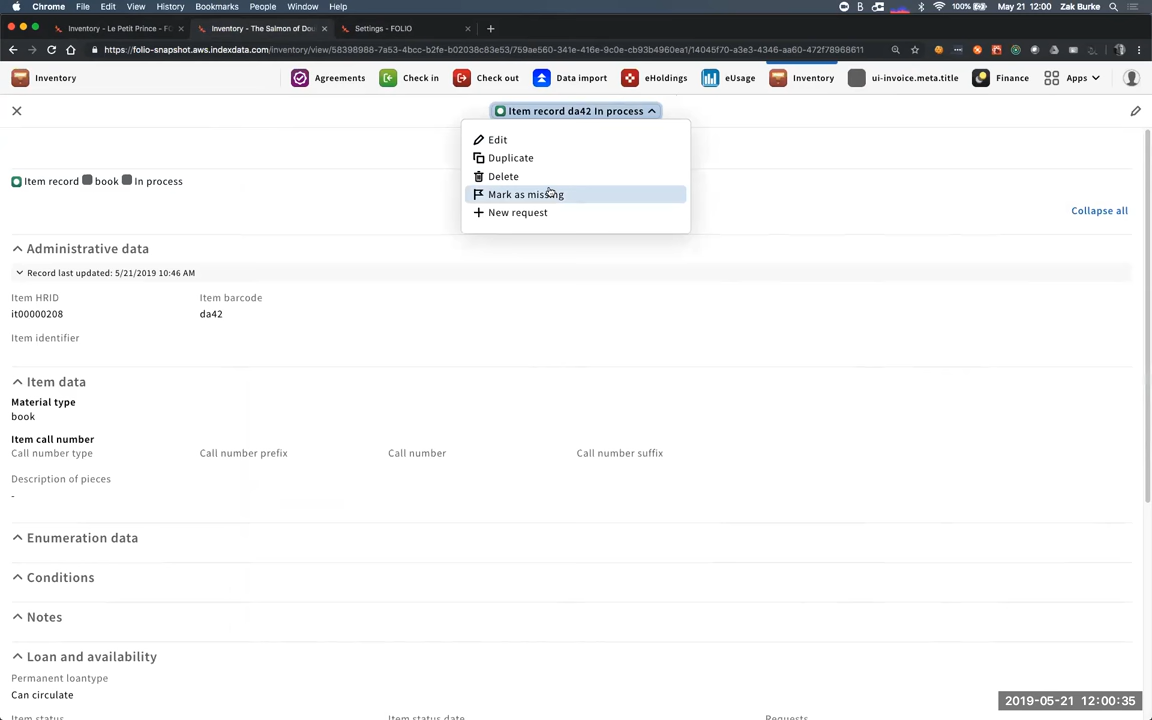 Chrome File Edit View History Bookmarks People Window Help 100% May 21 12:00 Zak Burke
Inventory - Le Petit Prince - F Inventory - The Salmon of Dou Settings - FOLIO
https://folio-snapshot.aws.indexdata.com/inventory/view/58398988-7a53-4bcc-b2fe-b02038c83e53/759ae560-341e-416e-9c0e-cb93b4960ea1/14045f70-a3e3-4346-aa60-472f78968611
Inventory Agreements Check in Check out Data import eHoldings eUsage Inventory ui-invoice.meta.title Finance Apps
Item record da42 In process
Edit
Duplicate
Delete
Mark as missing
New request
Item record book In process
Collapse all
Administrative data
Record last updated: 5/21/2019 10:46 AM
Item HRID Item barcode
it00000208 da42
Item identifier
Item data
Material type
book
Item call number
Call number type Call number prefix Call number Call number suffix
Description of pieces
-
Enumeration data
Conditions
Notes
Loan and availability
Permanent loantype
Can circulate
Item status Item status date Requests
2019-05-21 12:00:35